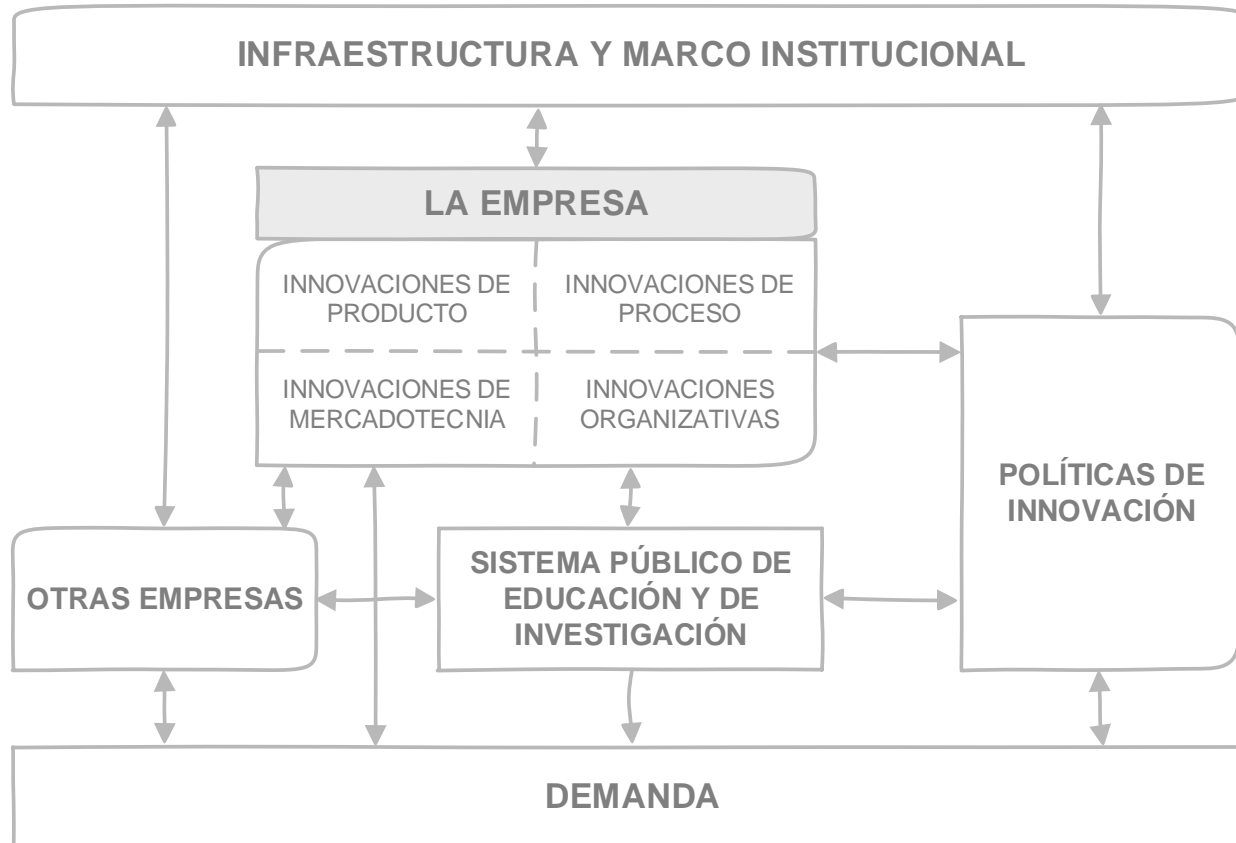 INFRAESTRUCTURA Y MARCO INSTITUCIONAL
LA EMPRESA
INNOVACIONES DE
PRODUCTO
INNOVACIONES DE
PROCESO
INNOVACIONES DE
MERCADOTECNIA
INNOVACIONES
ORGANIZATIVAS
POLÍTICAS DE
INNOVACIÓN
OTRAS EMPRESAS
SISTEMA PÚBLICO DE
EDUCACIÓN Y DE
INVESTIGACIÓN
DEMANDA